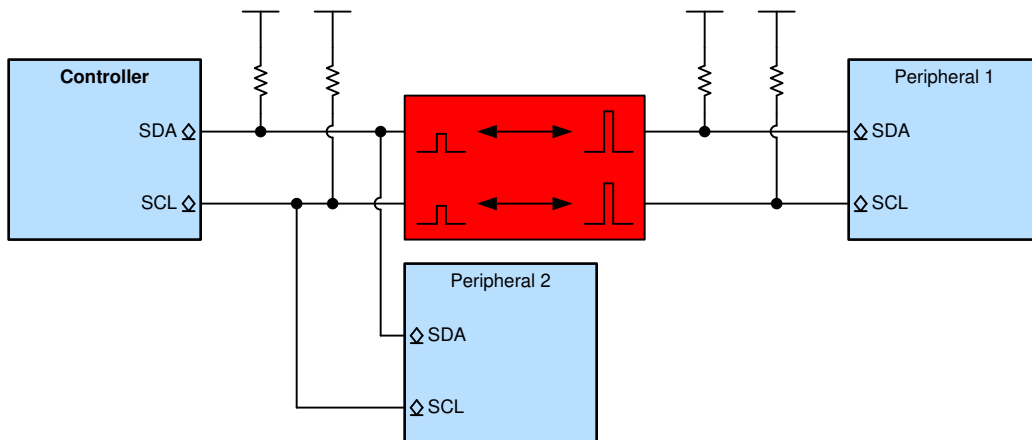 Controller
SDA
SCL
Peripheral 1
SDA
SCL
Peripheral 2
SDA
SCL